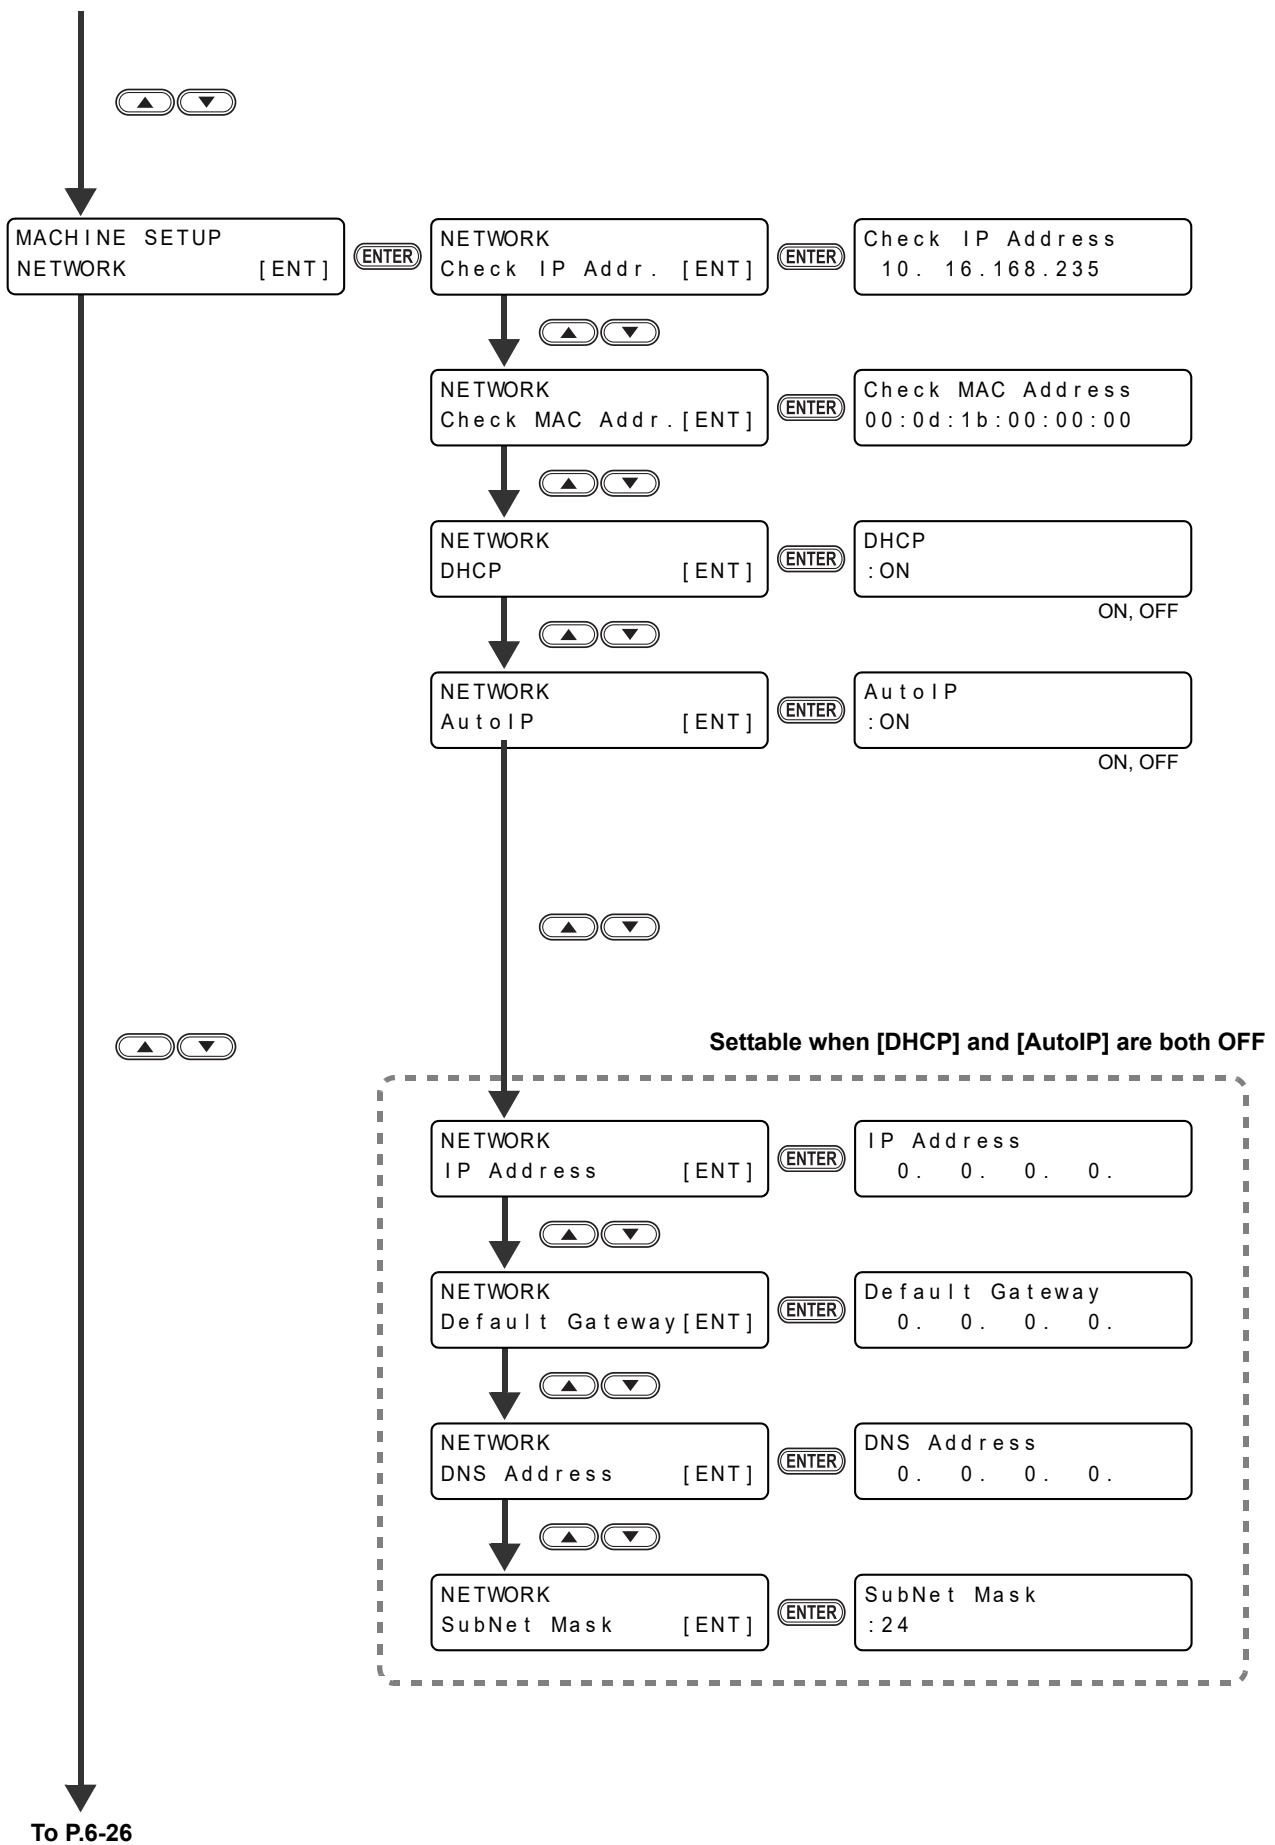 MACHINE SETUP
NETWORK [ENT]
ENTER
NETWORK
Check IP Addr. [ENT]
ENTER
Check IP Address
10. 16.168.235
NETWORK
Check MAC Addr.[ENT]
ENTER
Check MAC Address
00:0d:1b:00:00:00
NETWORK
DHCP [ENT]
ENTER
DHCP
:ON
ON, OFF
NETWORK
AutoIP [ENT]
ENTER
AutoIP
:ON
ON, OFF
Settable when [DHCP] and [AutoIP] are both OFF
NETWORK
IP Address [ENT]
ENTER
IP Address
0. 0. 0. 0.
NETWORK
Default Gateway[ENT]
ENTER
Default Gateway
0. 0. 0. 0.
NETWORK
DNS Address [ENT]
ENTER
DNS Address
0. 0. 0. 0.
NETWORK
SubNet Mask [ENT]
ENTER
SubNet Mask
:24
To P.6-26